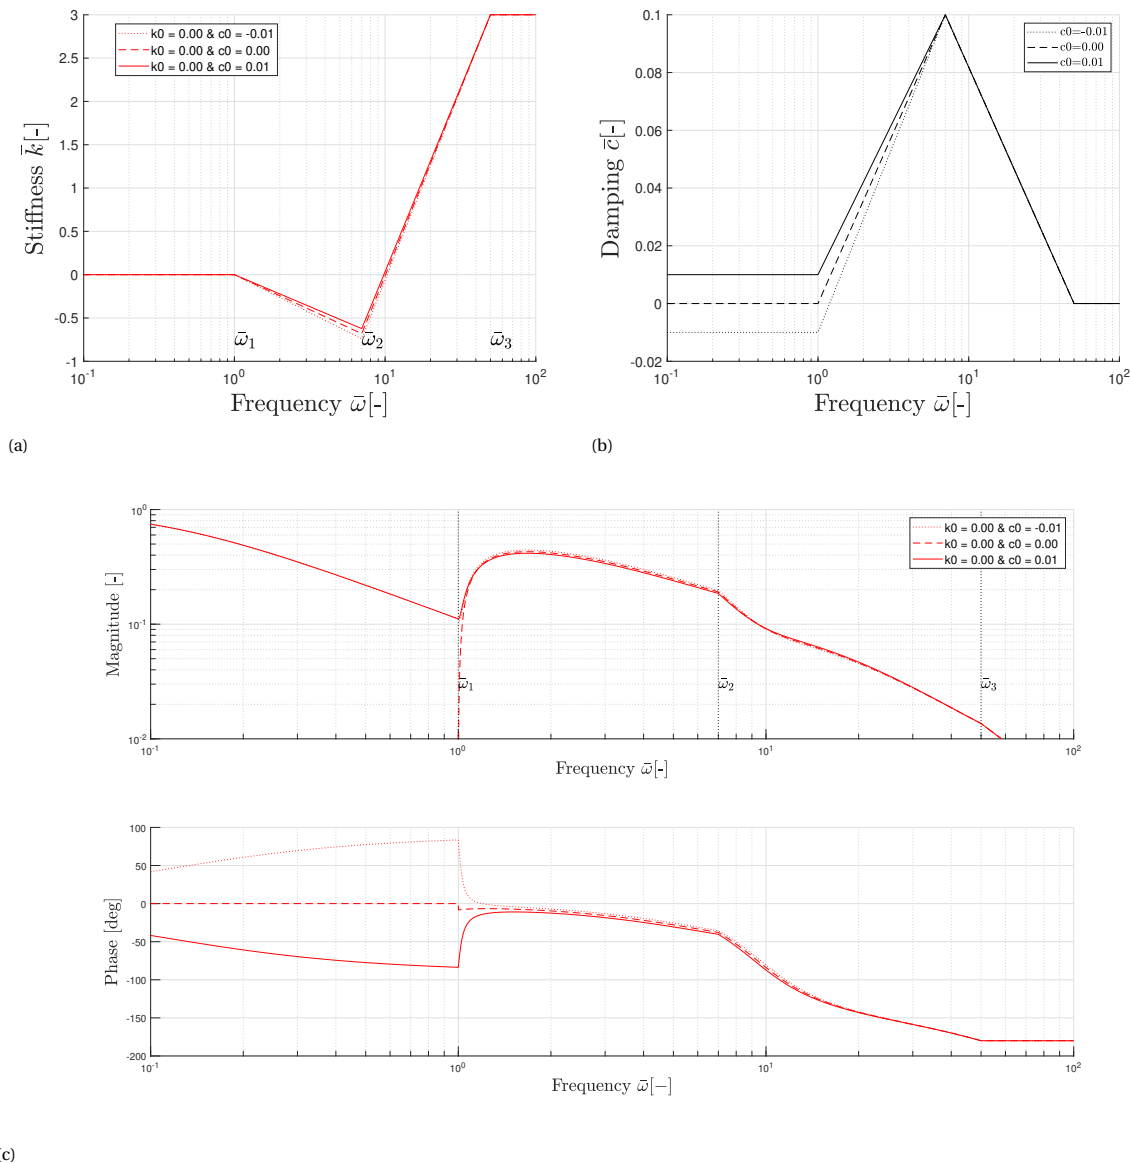 3
2.5
2
1.5
1
0.5
0
-0.5
-1
Stiffness k̄[-]
k0 = 0.00 & c0 = -0.01
k0 = 0.00 & c0 = 0.00
k0 = 0.00 & c0 = 0.01
ω̄₁ ω̄₂ ω̄₃
10⁻¹ 10⁰ 10¹ 10²
Frequency ω̄[-]
(a)
0.1
0.08
0.06
0.04
0.02
0
-0.02
Damping c̄[-]
c0=-0.01
c0=0.00
c0=0.01
10⁻¹ 10⁰ 10¹ 10²
Frequency ω̄[-]
(b)
10⁰
10⁻¹
10⁻²
Magnitude [-]
k0 = 0.00 & c0 = -0.01
k0 = 0.00 & c0 = 0.00
k0 = 0.00 & c0 = 0.01
ω̄₁ ω̄₂ ω̄₃
10⁻¹ 10⁰ 10¹ 10²
Frequency ω̄[-]
100
50
0
-50
-100
-150
-200
Phase [deg]
10⁻¹ 10⁰ 10¹ 10²
Frequency ω̄[−]
(c)